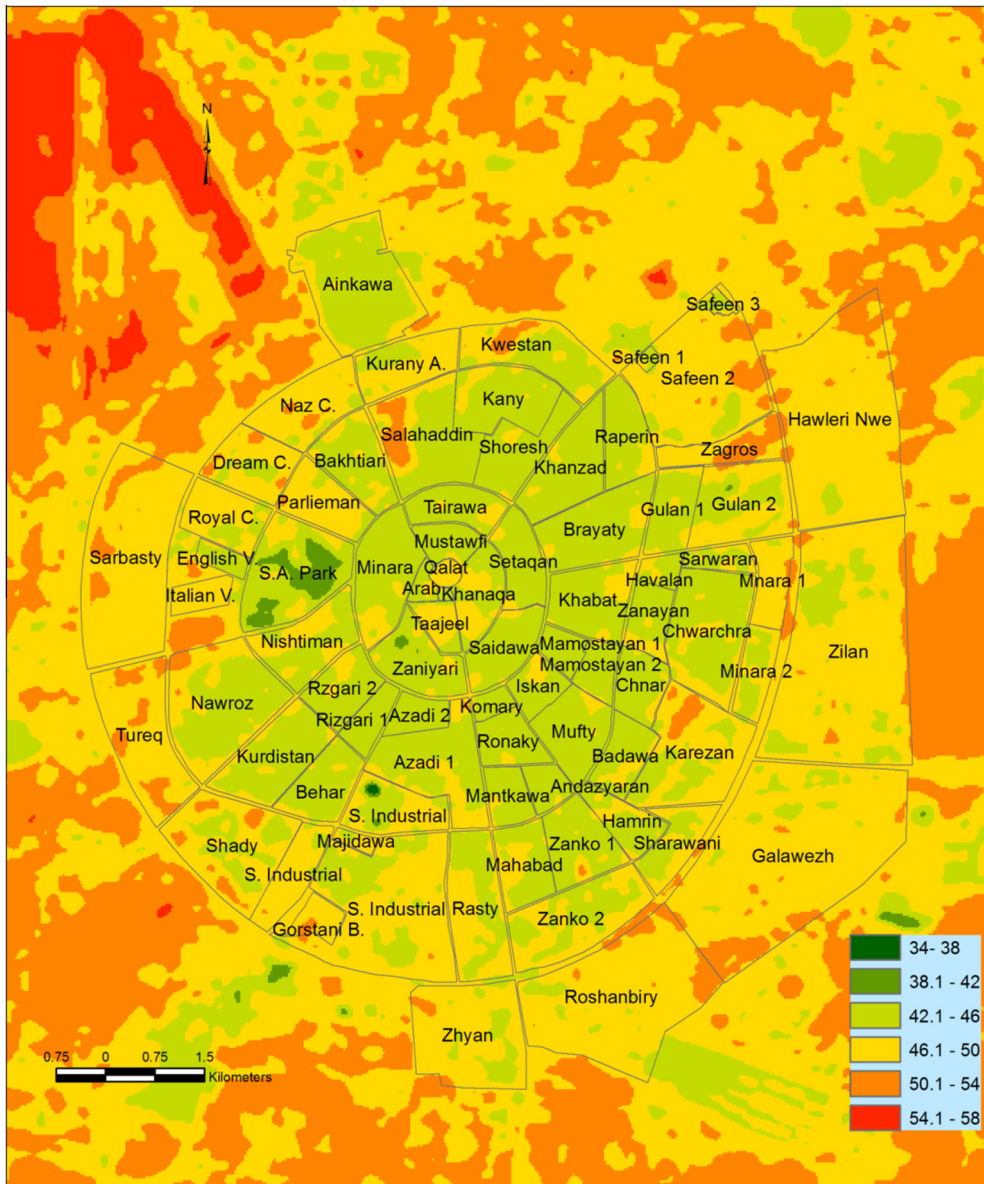 N
Ainkawa
Safeen 3
Kurany A.
Kwestan
Safeen 1
Safeen 2
Naz C.
Kany
Hawleri Nwe
Salahaddin
Shoresh
Raperin
Zagros
Dream C.
Bakhtiari
Khanzad
Parlieman
Tairawa
Gulan 1
Gulan 2
Royal C.
Mustawfi
Brayaty
Sarbasty
English V.
S.A. Park
Minara
Qalat
Setaqan
Sarwaran
Mnara 1
Italian V.
Arab
Khanaqa
Khabat
Havalan
Zanayan
Taajeel
Chwarchra
Nishtiman
Saidawa
Mamostayan 1
Mamostayan 2
Zilan
Zaniyari
Minara 2
Nawroz
Rzgari 2
Iskan
Chnar
Rizgari 1
Azadi 2
Komary
Tureq
Ronaky
Mufty
Karezan
Kurdistan
Azadi 1
Badawa
Behar
Mantkawa
Andazyaran
S. Industrial
Hamrin
Shady
Majidawa
Zanko 1
Sharawani
Galawezh
S. Industrial
Mahabad
S. Industrial
Rasty
Zanko 2
Gorstani B.
Roshanbiry
Zhyan
34- 38
38.1 - 42
42.1 - 46
46.1 - 50
50.1 - 54
54.1 - 58
0.75 0 0.75 1.5
Kilometers